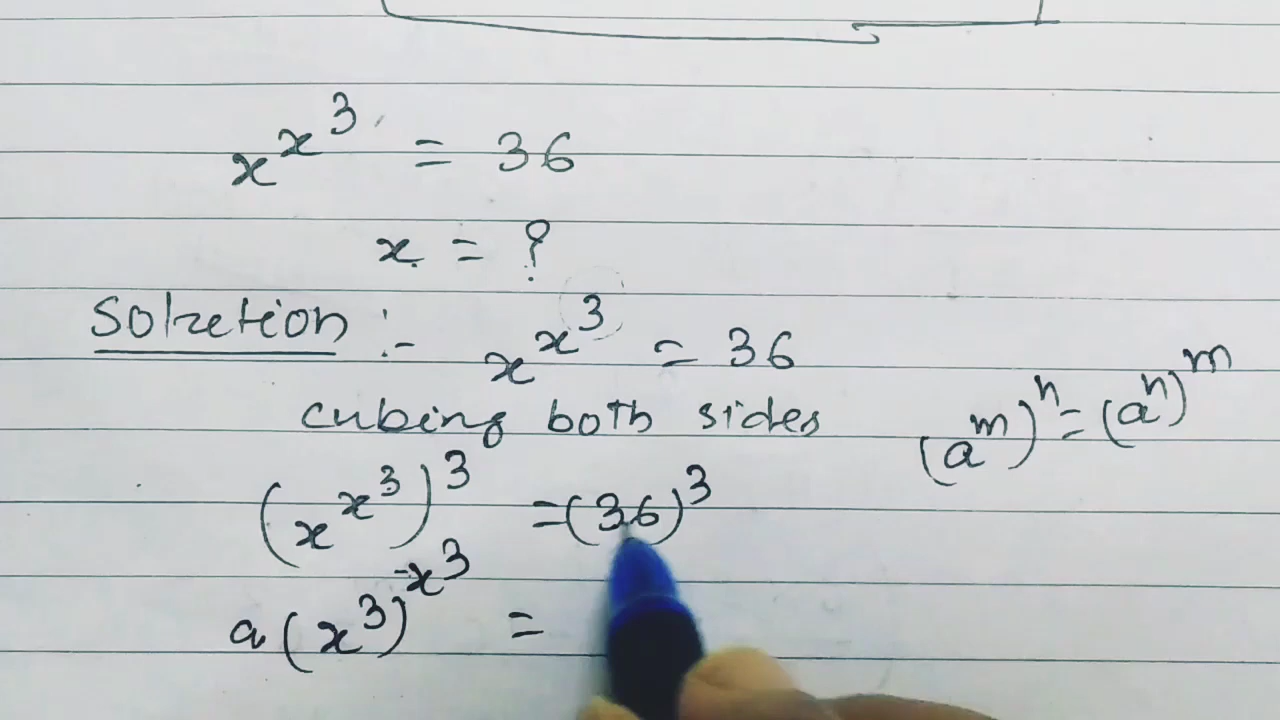 x^{x^3} = 36
x = ?
Solution :- x^{x^3} = 36
cubing both sides
(a^m)^n = (a^n)^m
(x^{x^3})^3 = (36)^3
a(x^3)^{x^3} =